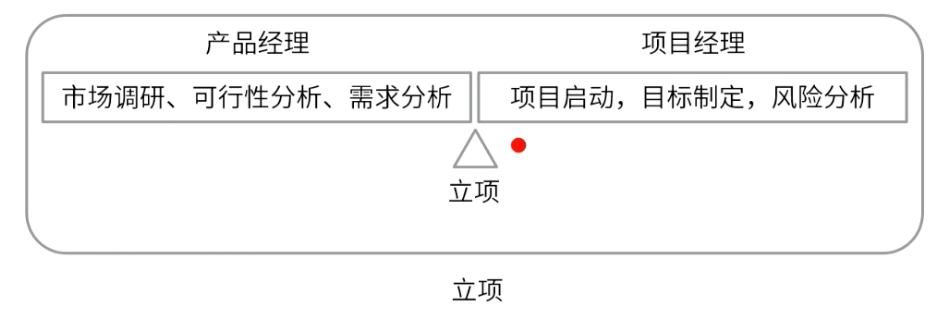 产品经理
项目经理
市场调研、可行性分析、需求分析
项目启动，目标制定，风险分析
立项
立项